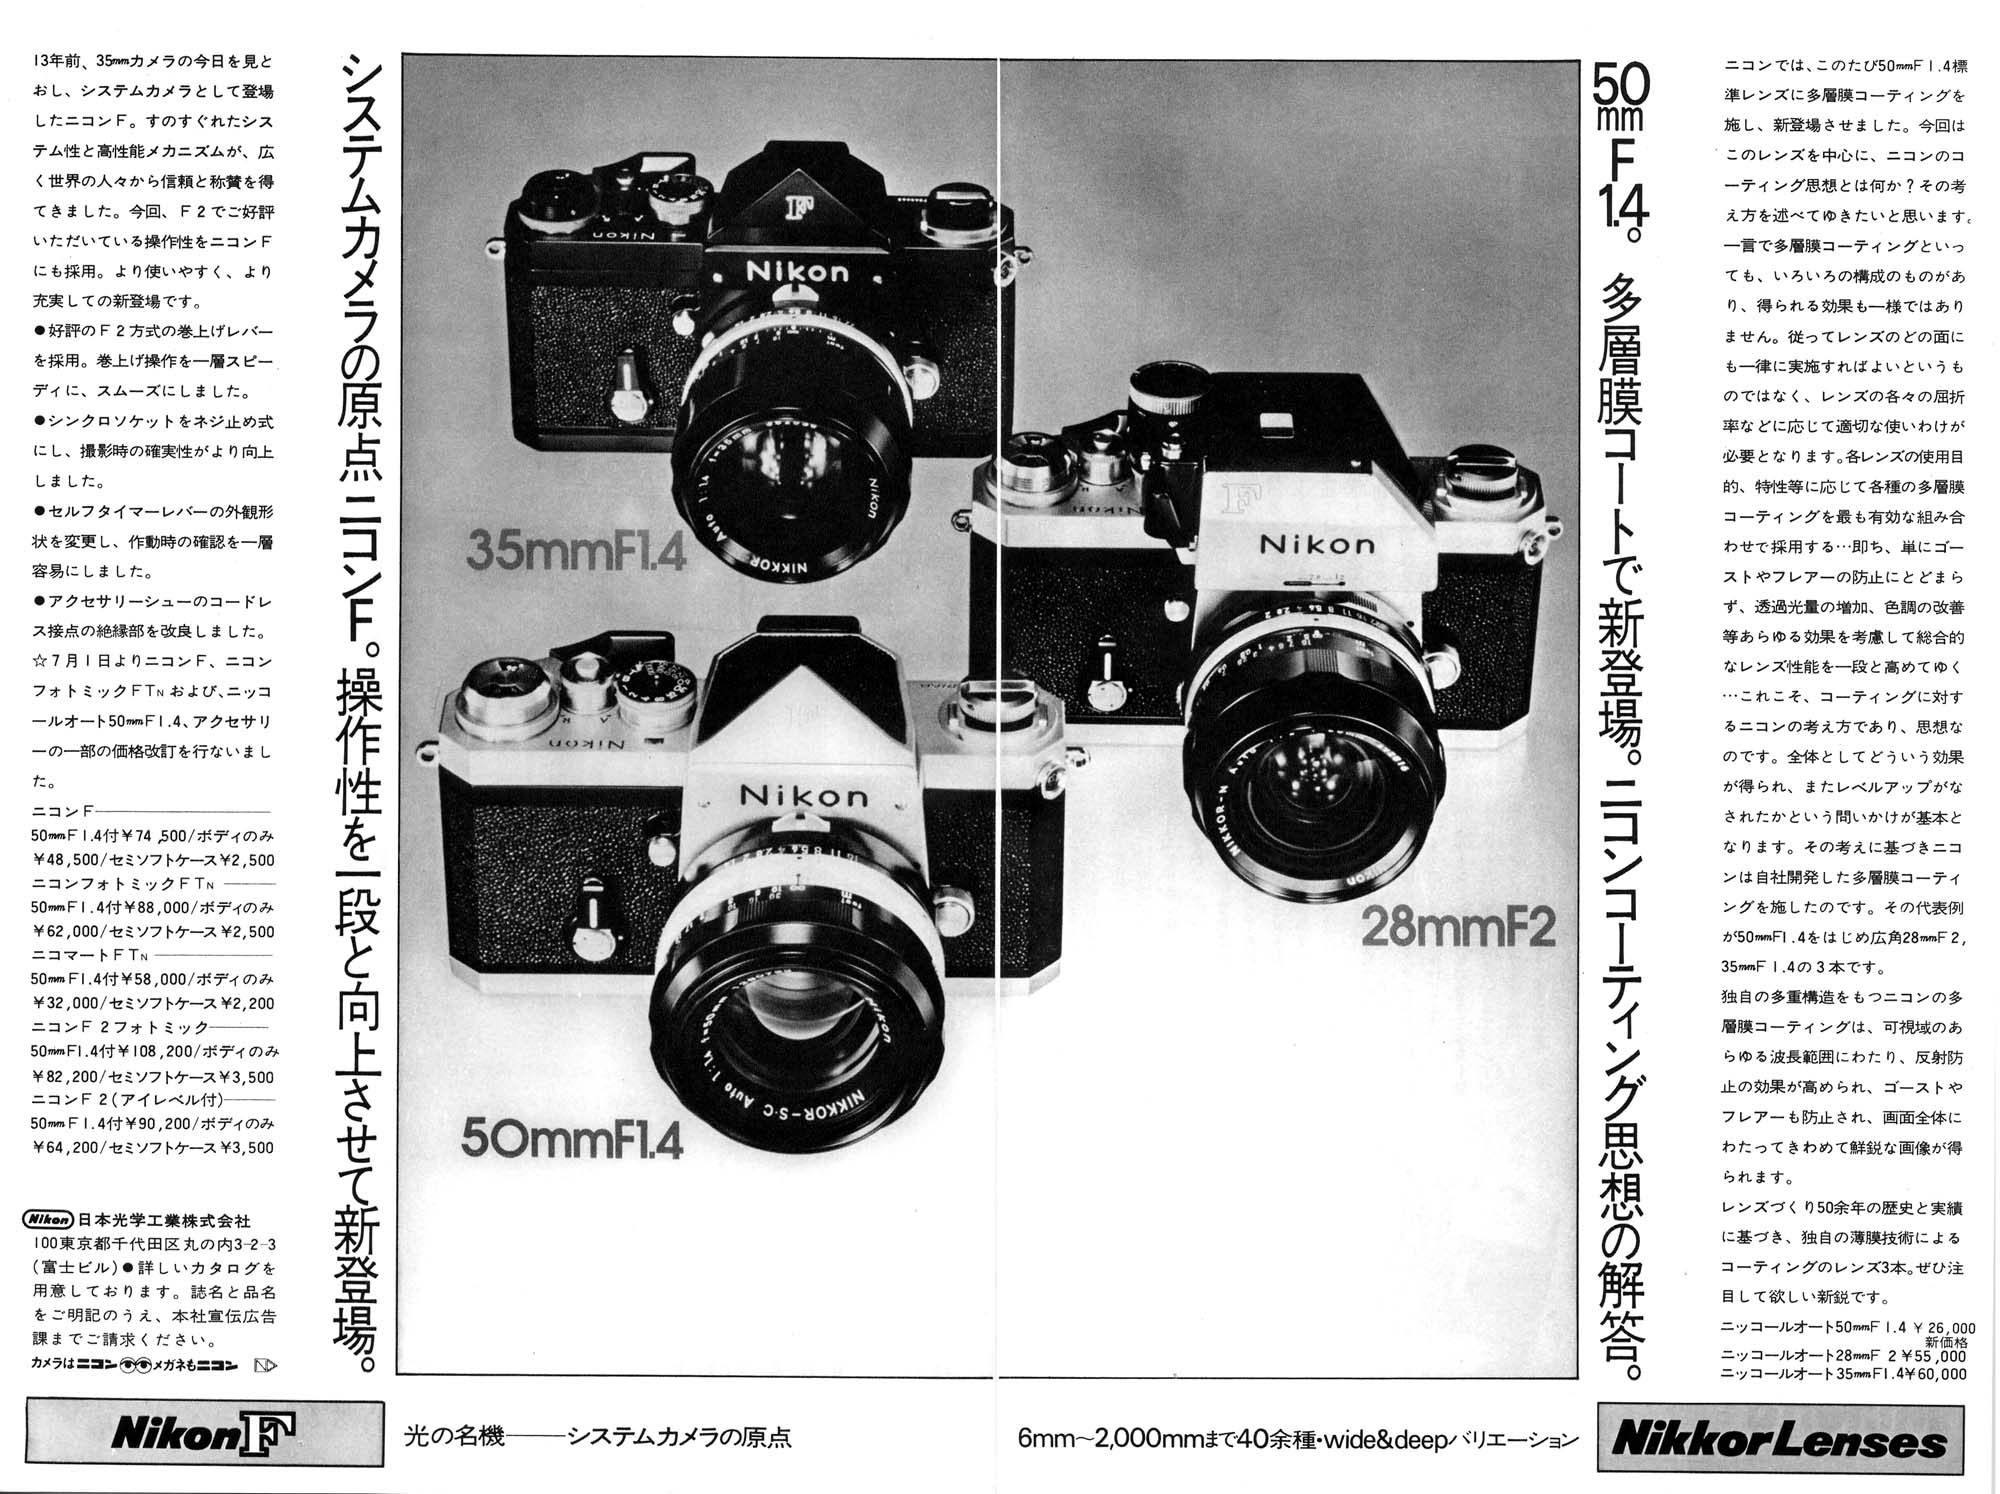 13年前、35mmカメラの今日を見と
おし、システムカメラとして登場
したニコンF。すのすぐれたシス
テム性と高性能メカニズムが、広
く世界の人々から信頼と称賛を得
てきました。今回、F2でご好評
いただいている操作性をニコンF
にも採用。より使いやすく、より
充実しての新登場です。
●好評のF2方式の巻上げレバー
を採用。巻上げ操作を一層スピー
ディに、スムーズにしました。
●シンクロソケットをネジ止め式
にし、撮影時の確実性がより向上
しました。
●セルフタイマーレバーの外観形
状を変更し、作動時の確認を一層
容易にしました。
●アクセサリーシューのコードレ
ス接点の絶縁部を改良しました。
☆7月1日よりニコンF、ニコン
フォトミックFTNおよび、ニッコ
ールオート50mmF1.4、アクセサリ
ーの一部の価格改訂を行ないまし
た。
ニコンF――――
50mmF1.4付¥74,500/ボディのみ
¥48,500/セミソフトケース¥2,500
ニコンフォトミックFTN――
50mmF1.4付¥88,000/ボディのみ
¥62,000/セミソフトケース¥2,500
ニコマートFTN――――
50mmF1.4付¥58,000/ボディのみ
¥32,000/セミソフトケース¥2,200
ニコンF2フォトミック――
50mmF1.4付¥108,200/ボディのみ
¥82,200/セミソフトケース¥3,500
ニコンF2(アイレベル付)――
50mmF1.4付¥90,200/ボディのみ
¥64,200/セミソフトケース¥3,500
Nikon 日本光学工業株式会社
100東京都千代田区丸の内3-2-3
(富士ビル)●詳しいカタログを
用意しております。誌名と品名
をご明記のうえ、本社宣伝広告
課までご請求ください。
カメラはニコン メガネもニコン
システムカメラの原点ニコンF。操作性を一段と向上させて新登場。
Nikon
F
Nikon
NIKKOR Auto 1:1.4 f=35mm
Nikon
35mmF1.4
F
Nikon
Nikon
NIKKOR-N Auto
Nikon
28mmF2
F
Nikon
Nikon
NIKKOR-S·C Auto 1:1.4 f=50mm
Nikon
50mmF1.4
50mm F1.4。多層膜コートで新登場。ニコンコーティング思想の解答。
ニコンでは、このたび50mmF1.4標
準レンズに多層膜コーティングを
施し、新登場させました。今回は
このレンズを中心に、ニコンのコ
ーティング思想とは何か?その考
え方を述べてゆきたいと思います。
一言で多層膜コーティングといっ
ても、いろいろの構成のものがあ
り、得られる効果も一様ではあり
ません。従ってレンズのどの面に
も一律に実施すればよいというも
のではなく、レンズの各々の屈折
率などに応じて適切な使いわけが
必要となります。各レンズの使用目
的、特性等に応じて各種の多層膜
コーティングを最も有効な組み合
わせで採用する…即ち、単にゴー
ストやフレアーの防止にとどまら
ず、透過光量の増加、色調の改善
等あらゆる効果を考慮して総合的
なレンズ性能を一段と高めてゆく
…これこそ、コーティングに対す
るニコンの考え方であり、思想な
のです。全体としてどういう効果
が得られ、またレベルアップがな
されたかという問いかけが基本と
なります。その考えに基づきニコ
ンは自社開発した多層膜コーティ
ングを施したのです。その代表例
が50mmF1.4をはじめ広角28mmF2,
35mmF1.4の3本です。
独自の多重構造をもつニコンの多
層膜コーティングは、可視域のあ
らゆる波長範囲にわたり、反射防
止の効果が高められ、ゴーストや
フレアーも防止され、画面全体に
わたってきわめて鮮鋭な画像が得
られます。
レンズづくり50余年の歴史と実績
に基づき、独自の薄膜技術による
コーティングのレンズ3本。ぜひ注
目して欲しい新鋭です。
ニッコールオート50mmF1.4 ¥26,000
新価格
ニッコールオート28mmF 2¥55,000
ニッコールオート35mmF1.4¥60,000
NikonF
光の名機――システムカメラの原点
6mm～2,000mmまで40余種・wide&deepバリエーション
NikkorLenses